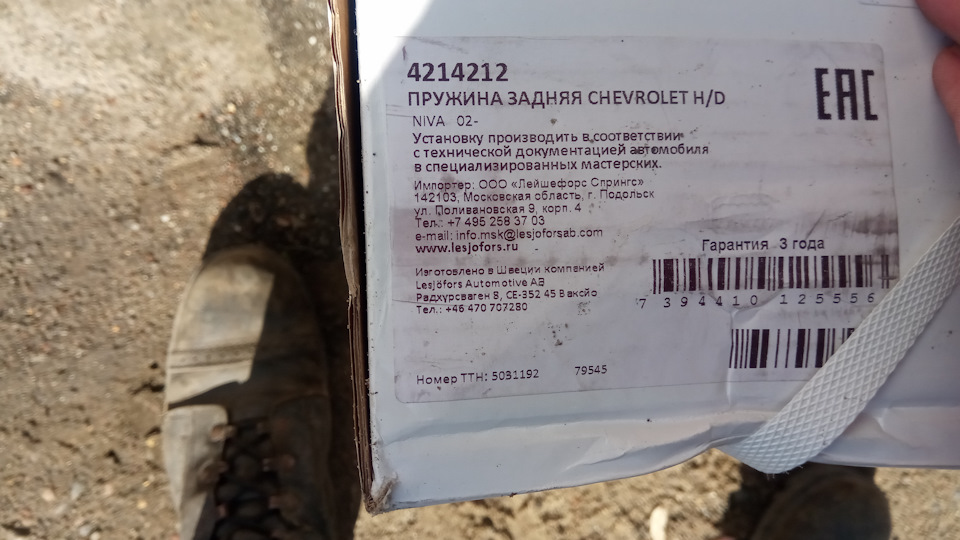 4214212
EAC
ПРУЖИНА ЗАДНЯЯ CHEVROLET H/D
NIVA 02-
Установку производить в соответствии
с технической документацией автомобиля
в специализированных мастерских.
Импортер: ООО «Лейшефорс Спрингс»
142103, Московская область, г. Подольск
ул. Поливановская 9, корп. 4
Тел.: +7 495 258 37 03
e-mail: info.msk@lesjoforsab.com
www.lesjofors.ru
Гарантия 3 года
Изготовлено в Швеции компанией
Lesjöfors Automotive AB
Радхурсваген 8, СЕ-352 45 Ваксйо
Тел.: +46 470 707280
7 394410 125556
Номер ТТН: 5031192 79545